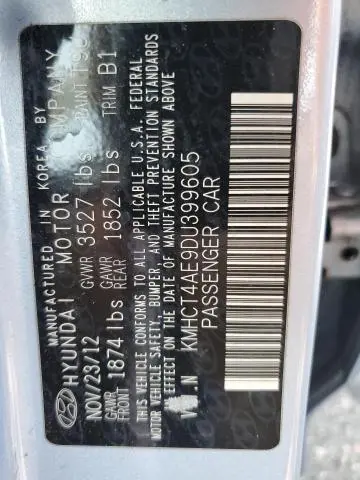 MANUFACTURED IN KOREA BY
HYUNDAI MOTOR COMPANY
NOV/23/12 GVWR 3527 lbs PAINT T9G
GAWR FRONT 1874 lbs GAWR REAR 1852 lbs TRIM B1
THIS VEHICLE CONFORMS TO ALL APPLICABLE U.S.A. FEDERAL
MOTOR VEHICLE SAFETY, BUMPER, AND THEFT PREVENTION STANDARDS
IN EFFECT ON THE DATE OF MANUFACTURE SHOWN ABOVE
V I N KMHCT4AE9DU399605
PASSENGER CAR